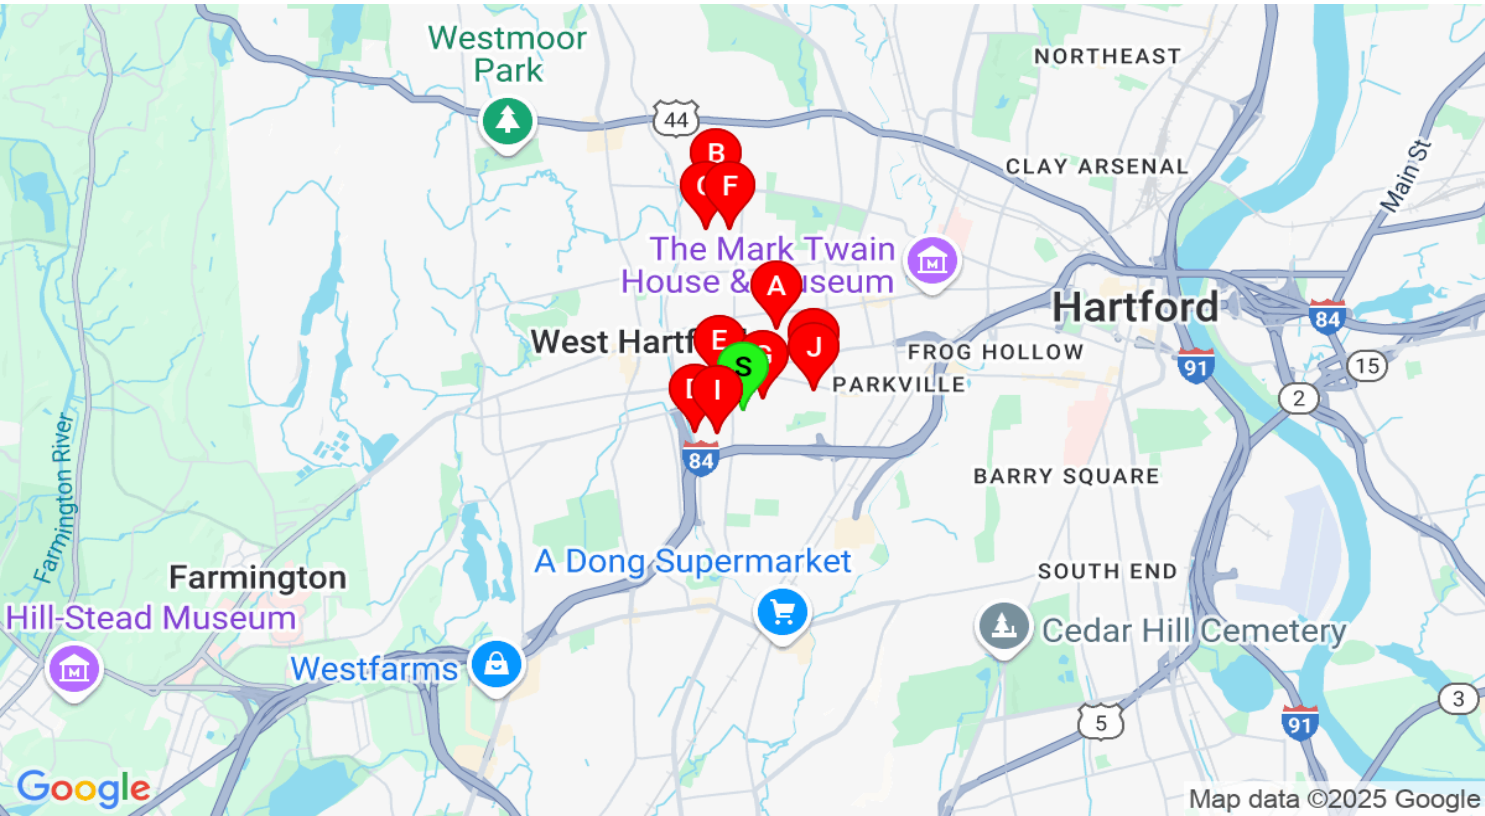 Westmoor
Park
NORTHEAST
44
Main St
B
F
CLAY ARSENAL
The Mark Twain
House & Museum
A
Hartford
84
West Hartf
E
G
J
S
FROG HOLLOW
91
15
PARKVILLE
2
D
I
84
Farmington River
BARRY SQUARE
A Dong Supermarket
SOUTH END
Farmington
Hill-Stead Museum
Cedar Hill Cemetery
Westfarms
3
5
91
Google
Map data ©2025 Google